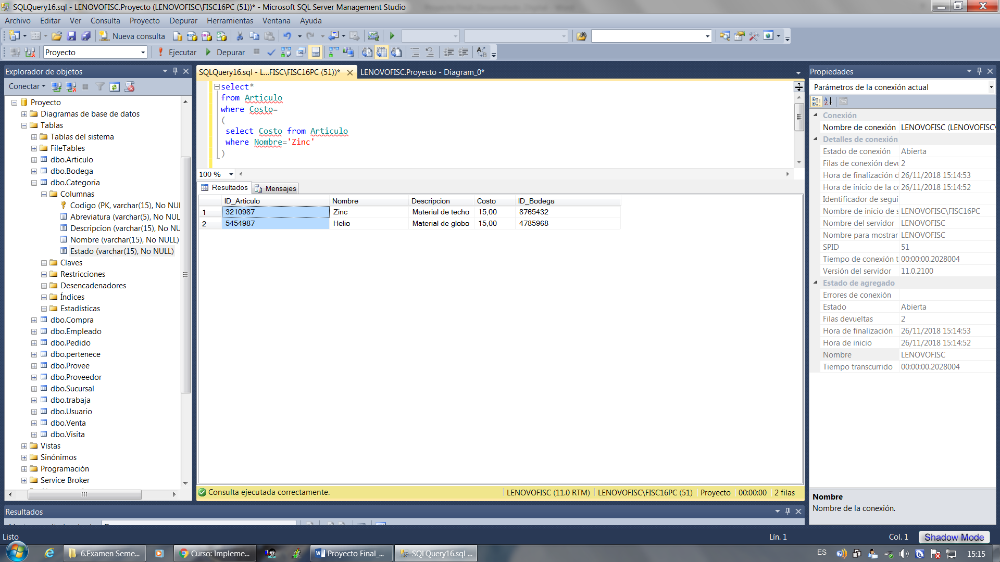 SQLQuery16.sql - LENOVOFISC.Proyecto (LENOVOFISC\FISC16PC (51))* - Microsoft SQL Server Management Studio
Archivo Editar Ver Consulta Proyecto Depurar Herramientas Ventana Ayuda
Nueva consulta
Proyecto Ejecutar Depurar
Explorador de objetos
Conectar
Proyecto
Diagramas de base de datos
Tablas
Tablas del sistema
FileTables
dbo.Articulo
dbo.Bodega
dbo.Categoria
Columnas
Codigo (PK, varchar(15), No NUL
Abreviatura (varchar(5), No NUL
Descripcion (varchar(15), No NU
Nombre (varchar(15), No NULL)
Estado (varchar(15), No NULL)
Claves
Restricciones
Desencadenadores
Índices
Estadísticas
dbo.Compra
dbo.Empleado
dbo.Pedido
dbo.pertenece
dbo.Provee
dbo.Proveedor
dbo.Sucursal
dbo.trabaja
dbo.Usuario
dbo.Venta
dbo.Visita
Vistas
Sinónimos
Programación
Service Broker
SQLQuery16.sql - L...FISC\FISC16PC (51))* LENOVOFISC.Proyecto - Diagram_0*
select*
from Articulo
where Costo=
(
select Costo from Articulo
where Nombre='Zinc'
)
100 %
Resultados Mensajes
ID_Articulo Nombre Descripcion Costo ID_Bodega
1 3210987 Zinc Material de techo 15,00 8765432
2 5454987 Helio Material de globo 15,00 4785968
Consulta ejecutada correctamente. LENOVOFISC (11.0 RTM) LENOVOFISC\FISC16PC (51) Proyecto 00:00:00 2 filas
Propiedades
Parámetros de la conexión actual
Conexión
Nombre de conexión LENOVOFISC (LENOVOFISC\
Detalles de conexión
Estado de conexión Abierta
Filas de conexión devu 2
Hora de finalización d 26/11/2018 15:14:53
Hora de inicio de la co 26/11/2018 15:14:52
Identificador de segui
Nombre de inicio de s LENOVOFISC\FISC16PC
Nombre del servidor LENOVOFISC
Nombre para mostrar LENOVOFISC
SPID 51
Tiempo de conexión t 00:00:00.2028004
Versión del servidor 11.0.2100
Estado de agregado
Errores de conexión
Estado Abierta
Filas devueltas 2
Hora de finalización 26/11/2018 15:14:53
Hora de inicio 26/11/2018 15:14:52
Nombre LENOVOFISC
Tiempo transcurrido 00:00:00.2028004
Nombre
Nombre de la conexión.
Resultados
Listo Lín. 1 Col. 1 Shadow Mode
6.Examen Seme... Curso: Impleme... Proyecto Final_... SQLQuery16.sql ... ES 15:15